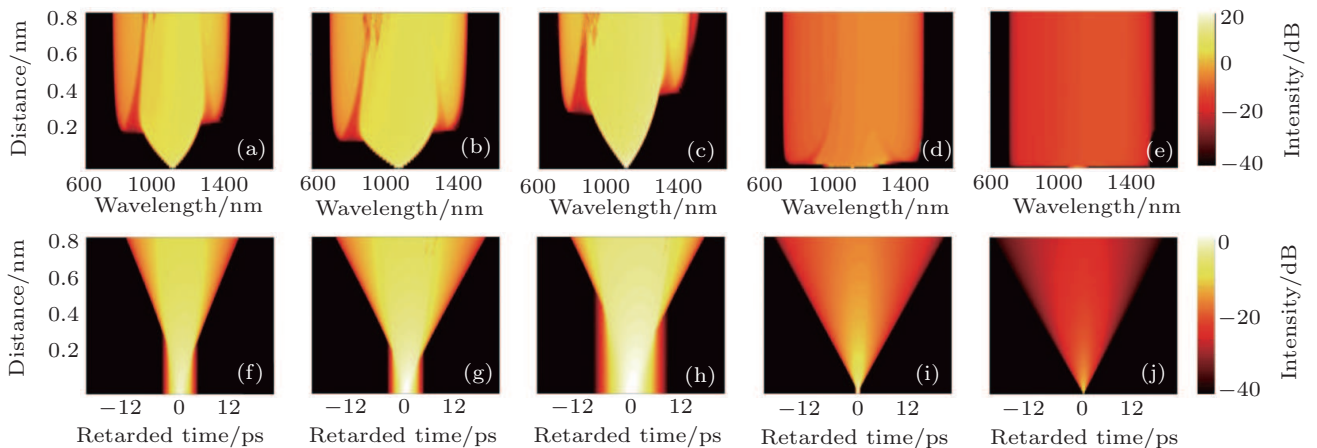 0.8
0.6
0.4
0.2
Distance/nm
(a)
(b)
(c)
(d)
(e)
20
0
−20
−40
Intensity/dB
600 1000 1400
600 1000 1400
600 1000 1400
600 1000 1400
600 1000 1400
Wavelength/nm
Wavelength/nm
Wavelength/nm
Wavelength/nm
Wavelength/nm
0.8
0.6
0.4
0.2
Distance/nm
(f)
(g)
(h)
(i)
(j)
0
−20
−40
Intensity/dB
−12 0 12
−12 0 12
−12 0 12
−12 0 12
−12 0 12
Retarded time/ps
Retarded time/ps
Retarded time/ps
Retarded time/ps
Retarded time/ps